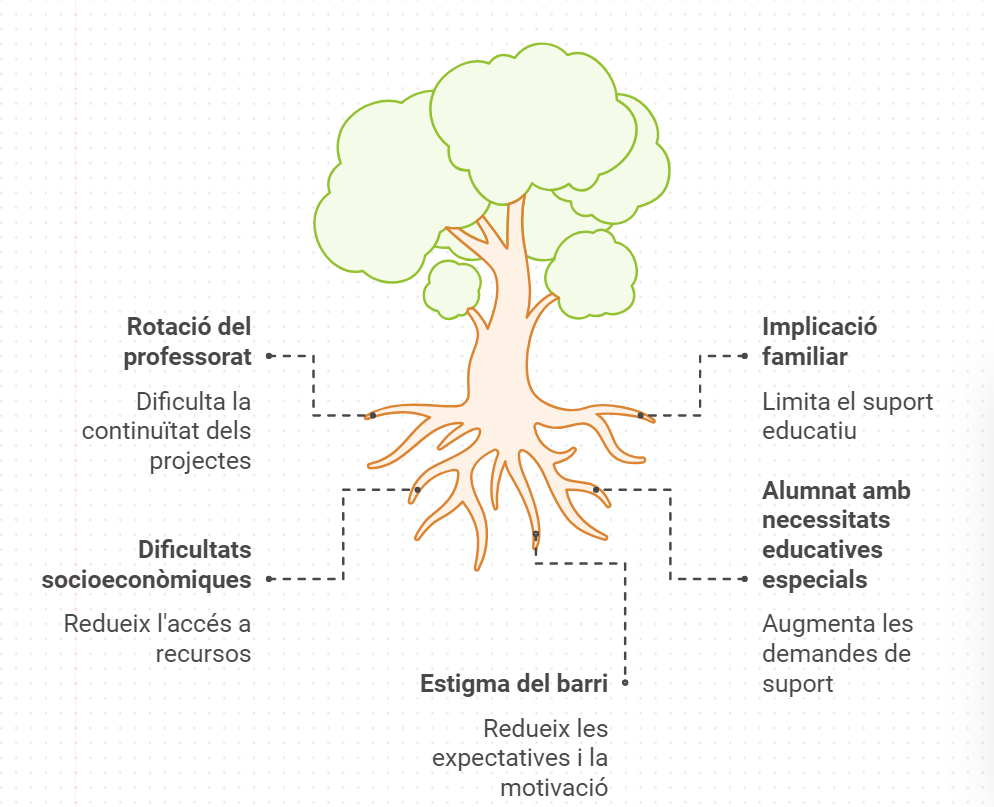 Rotació del
professorat
Dificulta la
continuïtat dels
projectes
Dificultats
socioeconòmiques
Redueix l'accés a
recursos
Estigma del barri
Redueix les
expectatives i la
motivació
Implicació
familiar
Limita el suport
educatiu
Alumnat amb
necessitats
educatives
especials
Augmenta les
demandes de
suport